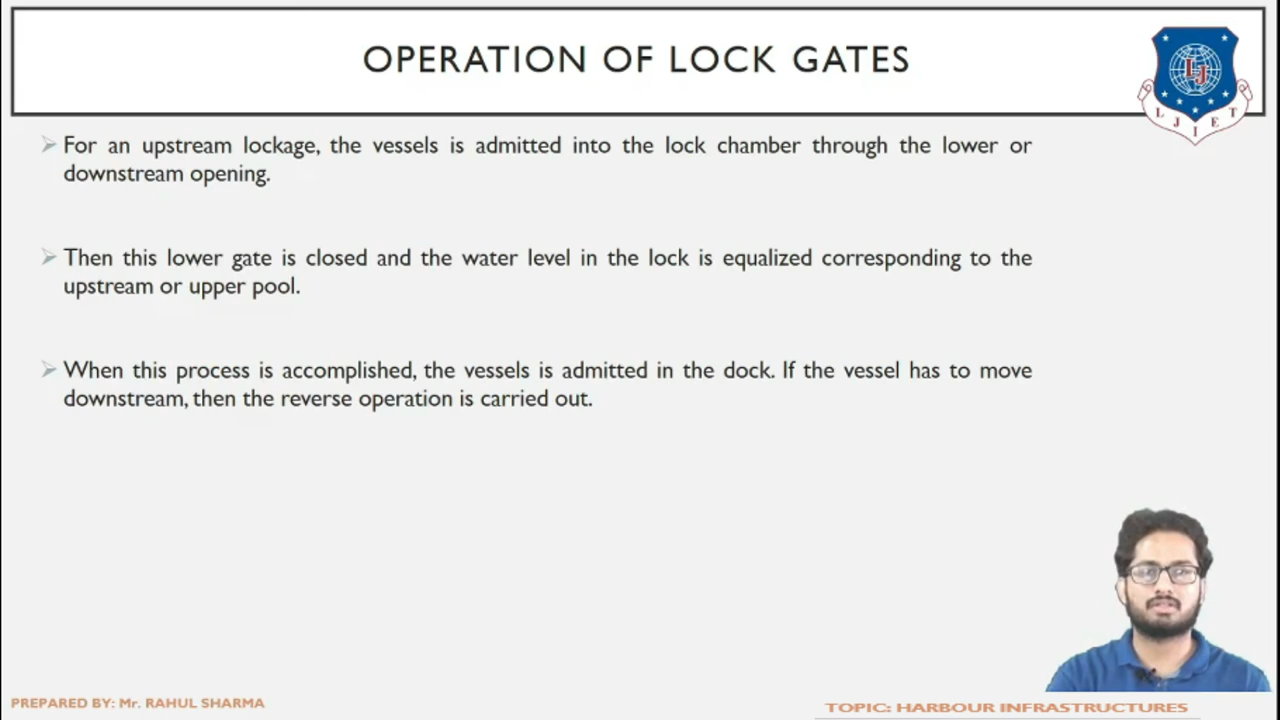 OPERATION OF LOCK GATES
LJ
L J I E T
For an upstream lockage, the vessels is admitted into the lock chamber through the lower or
downstream opening.
Then this lower gate is closed and the water level in the lock is equalized corresponding to the
upstream or upper pool.
When this process is accomplished, the vessels is admitted in the dock. If the vessel has to move
downstream, then the reverse operation is carried out.
PREPARED BY: Mr. RAHUL SHARMA
TOPIC: HARBOUR INFRASTRUCTURES